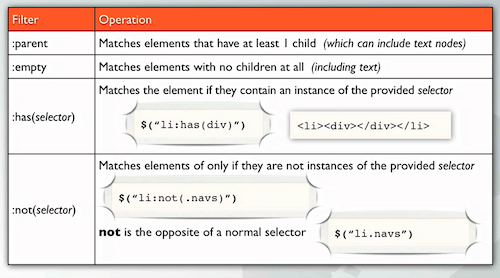 Filter Operation
:parent Matches elements that have at least 1 child (which can include text nodes)
:empty Matches elements with no children at all (including text)
Matches the element if they contain an instance of the provided selector
:has(selector)
$(“li:has(div)”) <li><div></div></li>
Matches elements of only if they are not instances of the provided selector
$(“li:not(.navs)”)
:not(selector)
not is the opposite of a normal selector $(“li.navs”)